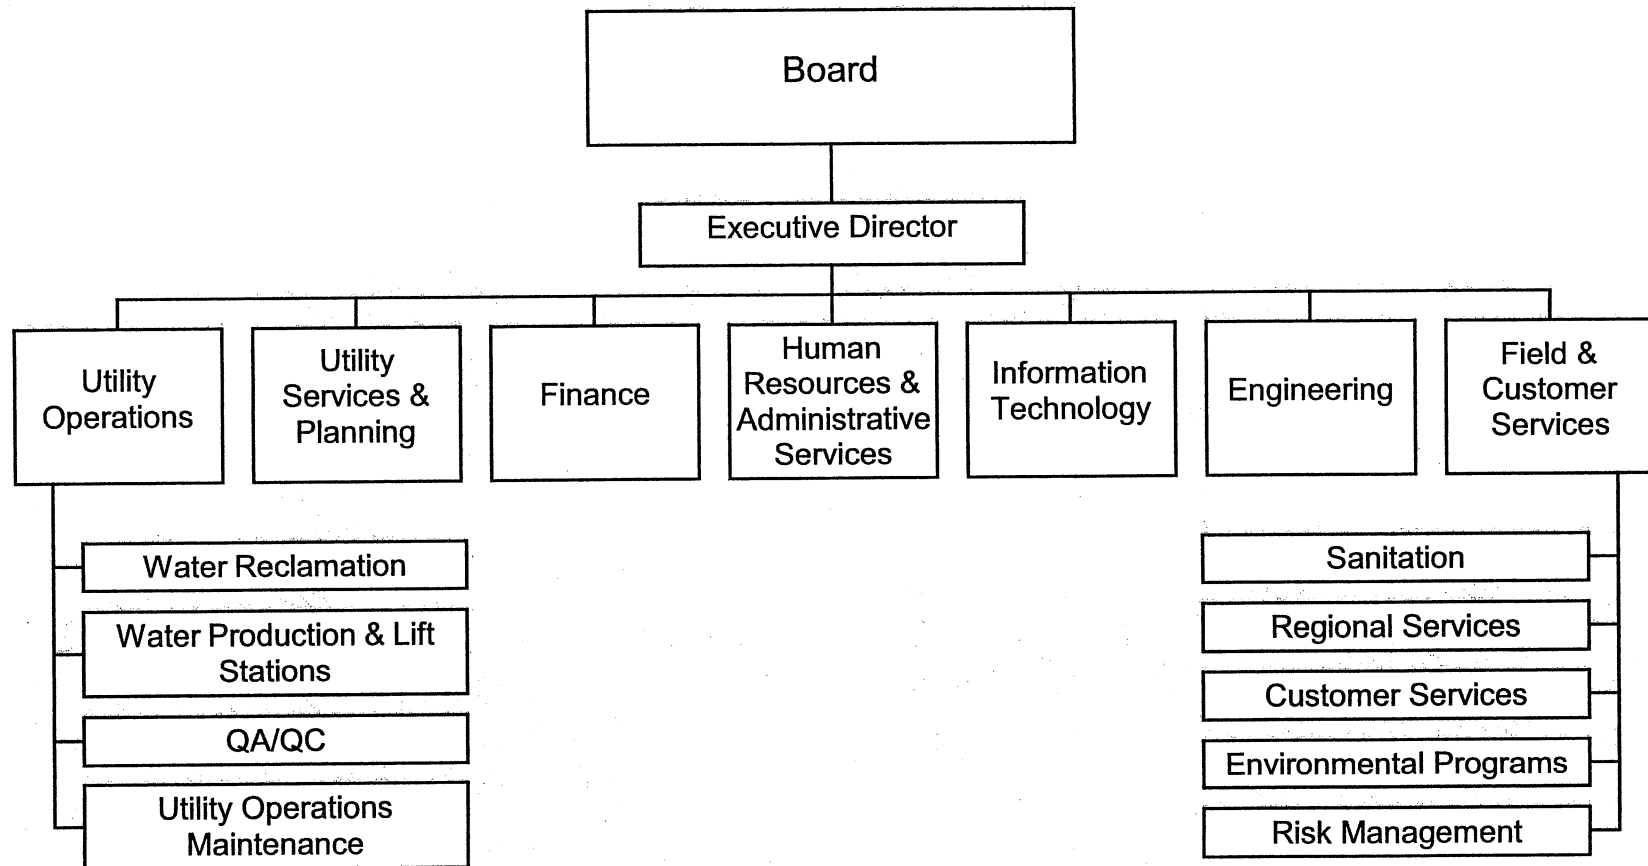 Board
Executive Director
Utility
Operations
Utility
Services &
Planning
Finance
Human
Resources &
Administrative
Services
Information
Technology
Engineering
Field &
Customer
Services
Water Reclamation
Water Production & Lift
Stations
QA/QC
Utility Operations
Maintenance
Sanitation
Regional Services
Customer Services
Environmental Programs
Risk Management